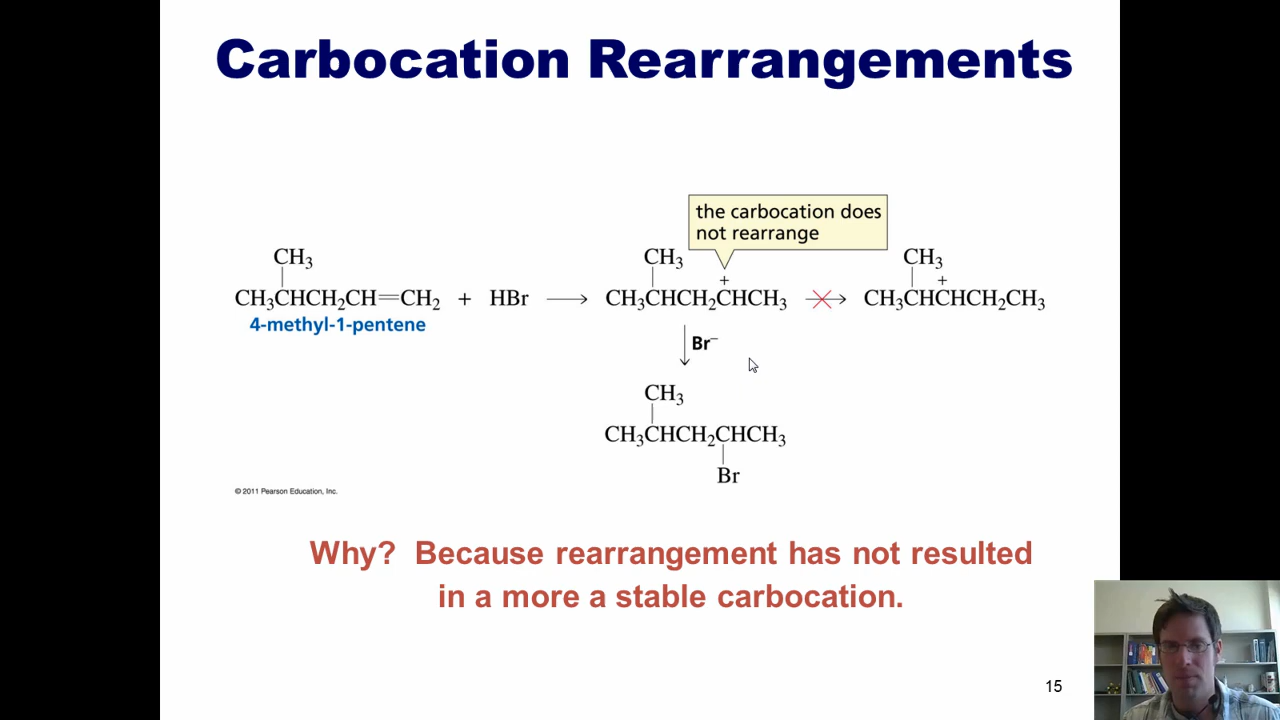 Carbocation Rearrangements
the carbocation does
not rearrange
CH₃ CH₃ CH₃
+ +
CH₃CHCH₂CH=CH₂ + HBr ⟶ CH₃CHCH₂CHCH₃ ⟶ CH₃CHCHCH₂CH₃
4-methyl-1-pentene
Br⁻
CH₃
CH₃CHCH₂CHCH₃
Br
© 2011 Pearson Education, Inc.
Why? Because rearrangement has not resulted
in a more a stable carbocation.
15